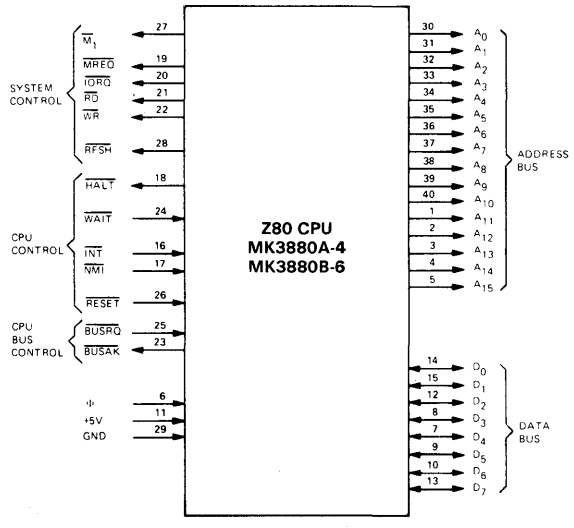 27 M1
19 MREQ
20 IORQ
21 RD
22 WR
28 RFSH
SYSTEM
CONTROL
18 HALT
24 WAIT
16 INT
17 NMI
26 RESET
CPU
CONTROL
25 BUSRQ
23 BUSAK
CPU
BUS
CONTROL
6 Φ
11 +5V
29 GND
Z80 CPU
MK3880A-4
MK3880B-6
30 A0
31 A1
32 A2
33 A3
34 A4
35 A5
36 A6
37 A7
38 A8
39 A9
40 A10
1 A11
2 A12
3 A13
4 A14
5 A15
ADDRESS
BUS
14 D0
15 D1
12 D2
8 D3
7 D4
9 D5
10 D6
13 D7
DATA
BUS